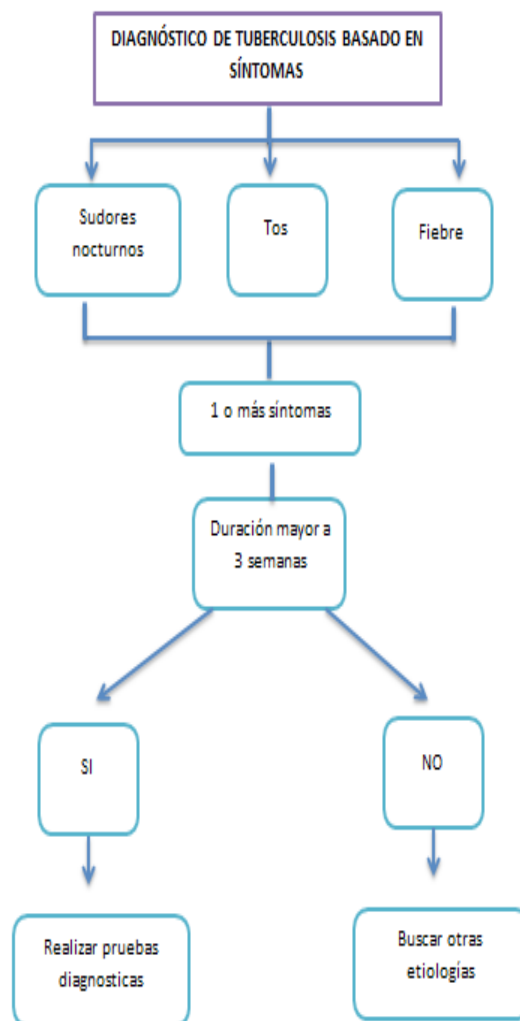 DIAGNÓSTICO DE TUBERCULOSIS BASADO EN
SÍNTOMAS
Sudores
nocturnos
Tos
Fiebre
1 o más síntomas
Duración mayor a
3 semanas
SI
NO
Realizar pruebas
diagnosticas
Buscar otras
etiologías